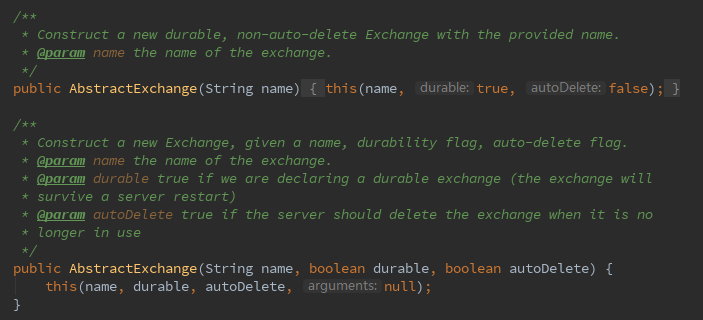 /**
 * Construct a new durable, non-auto-delete Exchange with the provided name.
 * @param name the name of the exchange.
 */
public AbstractExchange(String name) { this(name, durable: true, autoDelete: false); }
/**
 * Construct a new Exchange, given a name, durability flag, auto-delete flag.
 * @param name the name of the exchange.
 * @param durable true if we are declaring a durable exchange (the exchange will
 * survive a server restart)
 * @param autoDelete true if the server should delete the exchange when it is no
 * longer in use
 */
public AbstractExchange(String name, boolean durable, boolean autoDelete) {
    this(name, durable, autoDelete, arguments: null);
}